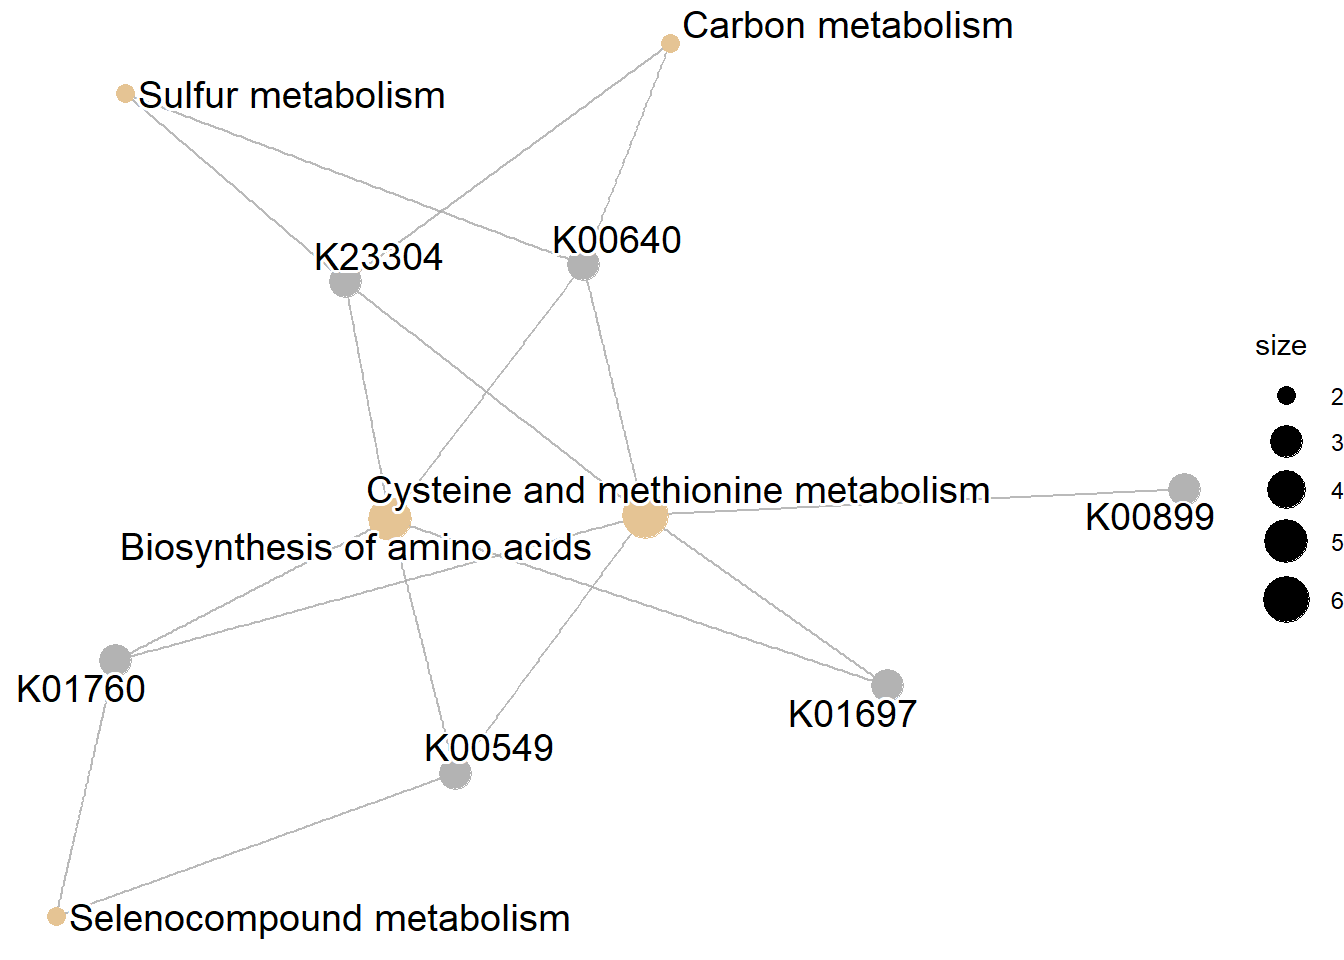 Carbon metabolism
Sulfur metabolism
K00640
K23304
size
2
3
4
5
6
Cysteine and methionine metabolism
K00899
Biosynthesis of amino acids
K01760
K01697
K00549
Selenocompound metabolism